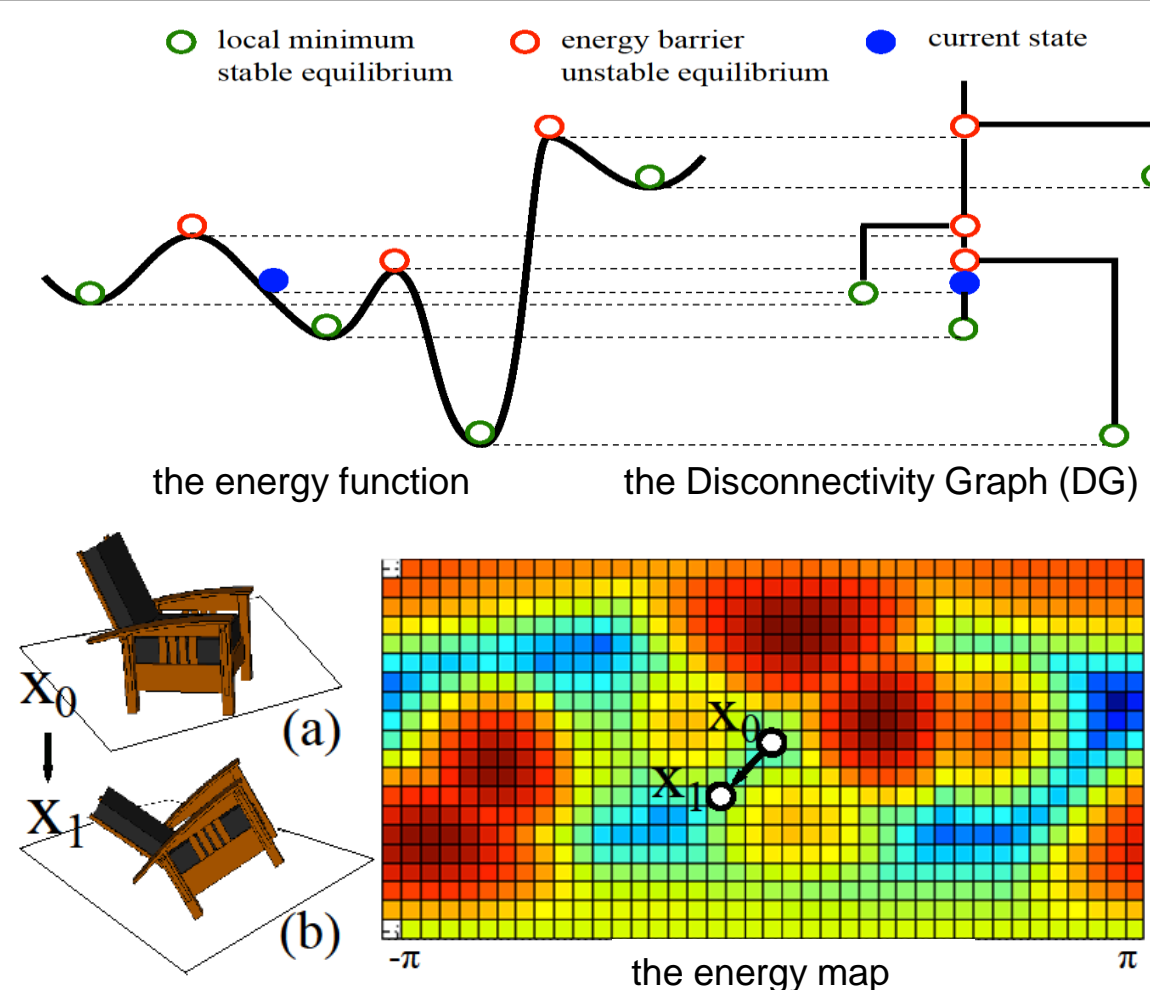 local minimum
stable equilibrium
energy barrier
unstable equilibrium
current state
the energy function
the Disconnectivity Graph (DG)
x0
(a)
x1
(b)
x0
x1
-π
π
the energy map